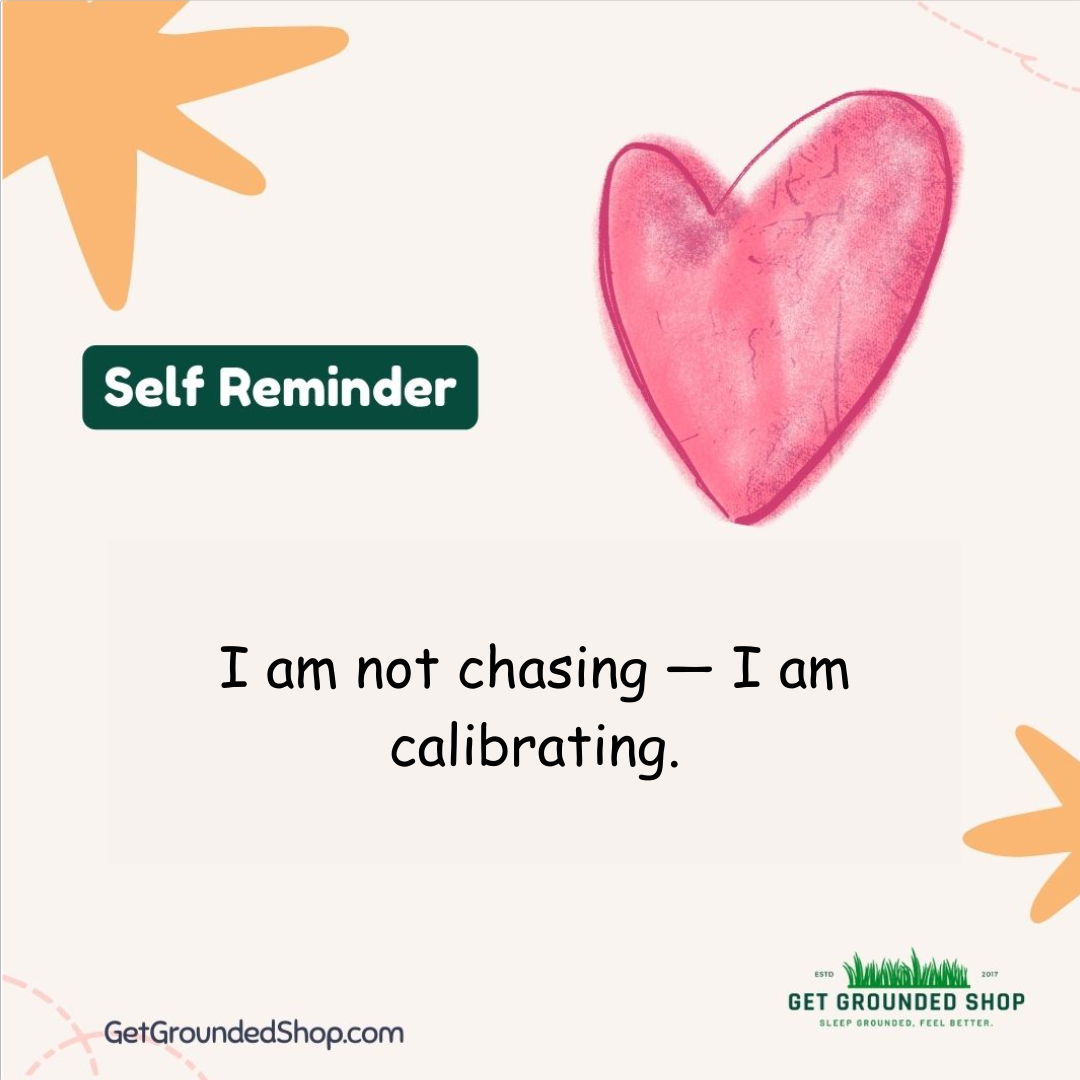 Self Reminder
I am not chasing — I am
calibrating.
ESTD 2017
GET GROUNDED SHOP
SLEEP GROUNDED, FEEL BETTER.
GetGroundedShop.com